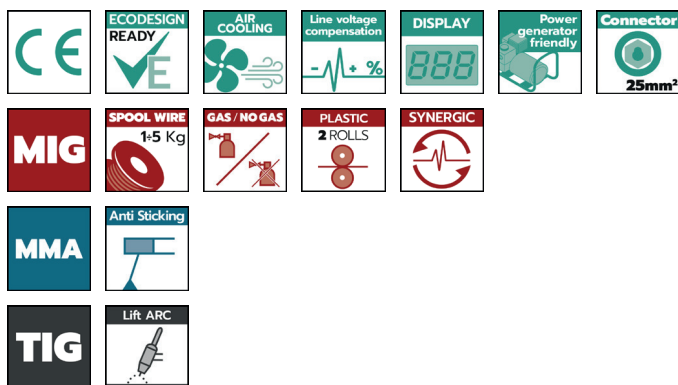 CE
ECODESIGN
READY
E
AIR
COOLING
Line voltage
compensation
- + %
DISPLAY
888
Power
generator
friendly
Connector
25mm²
MIG
SPOOL WIRE
1÷5 Kg
GAS / NO GAS
PLASTIC
2 ROLLS
SYNERGIC
MMA
Anti Sticking
TIG
Lift ARC